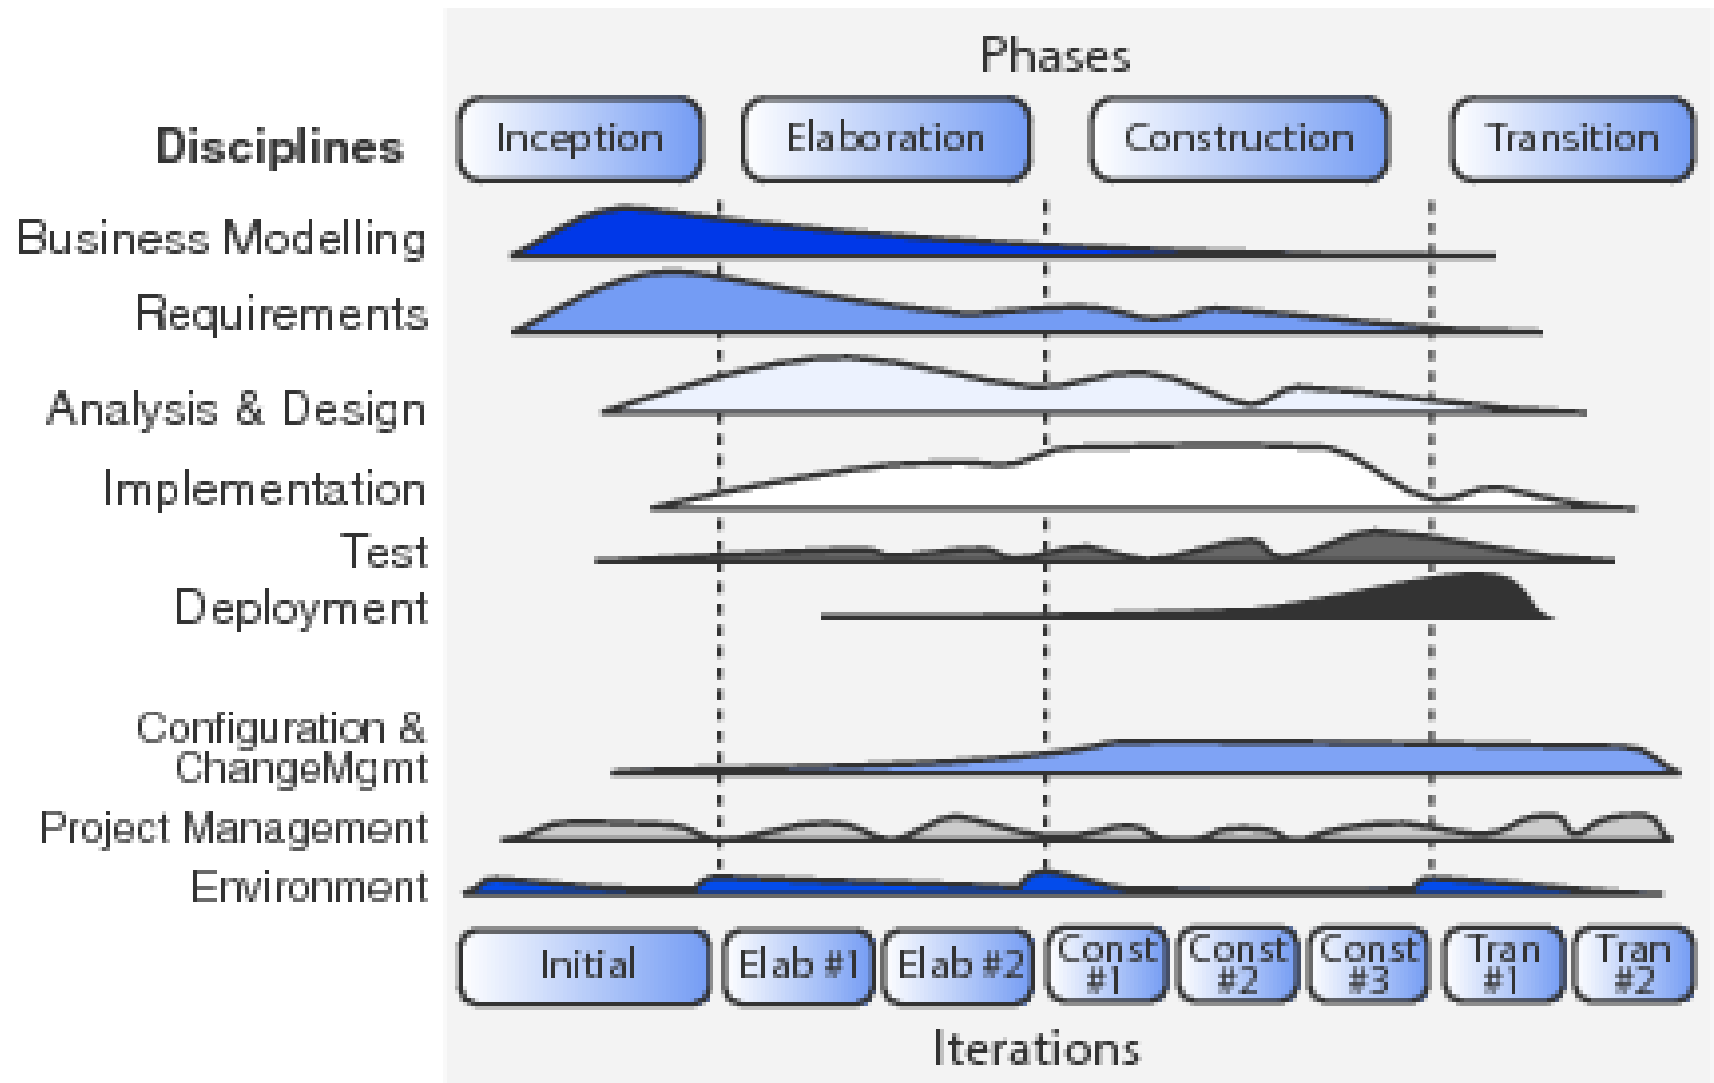 Phases
Disciplines
Inception
Elaboration
Construction
Transition
Business Modelling
Requirements
Analysis & Design
Implementation
Test
Deployment
Configuration &
ChangeMgmt
Project Management
Environment
Initial
Elab #1
Elab #2
Const
#1
Const
#2
Const
#3
Tran
#1
Tran
#2
Iterations